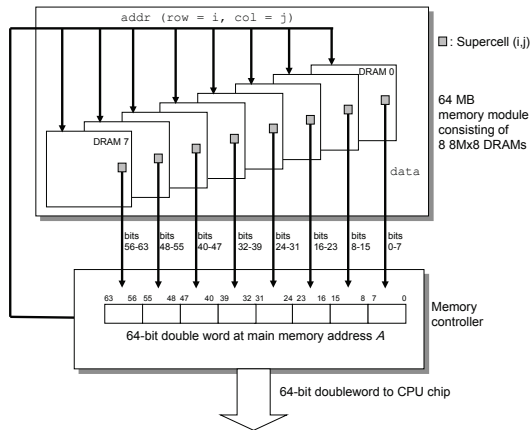 addr (row = i, col = j)
: Supercell (i,j)
DRAM 0
64 MB
memory module
consisting of
8 8Mx8 DRAMs
DRAM 7
data
bits
56-63
bits
48-55
bits
40-47
bits
32-39
bits
24-31
bits
16-23
bits
8-15
bits
0-7
63 56 55 48 47 40 39 32 31 24 23 16 15 8 7 0
Memory
controller
64-bit double word at main memory address A
64-bit doubleword to CPU chip